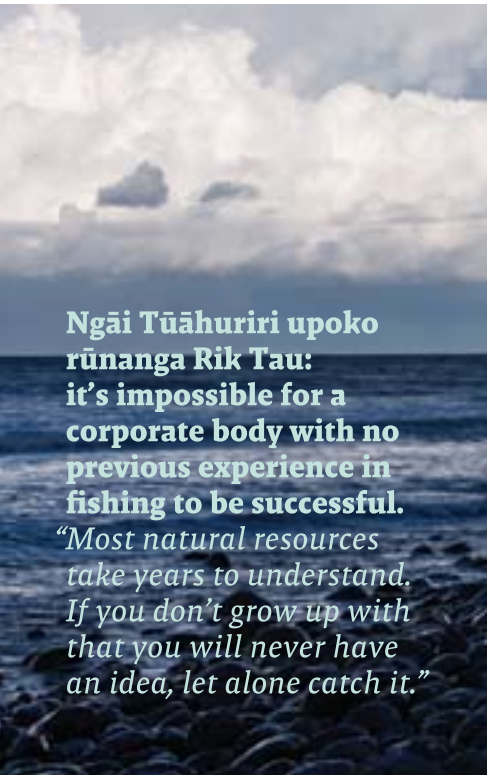 Ngāi Tūāhuriri upoko
rūnanga Rik Tau:
it’s impossible for a
corporate body with no
previous experience in
fishing to be successful.
“Most natural resources
take years to understand.
If you don’t grow up with
that you will never have
an idea, let alone catch it.”